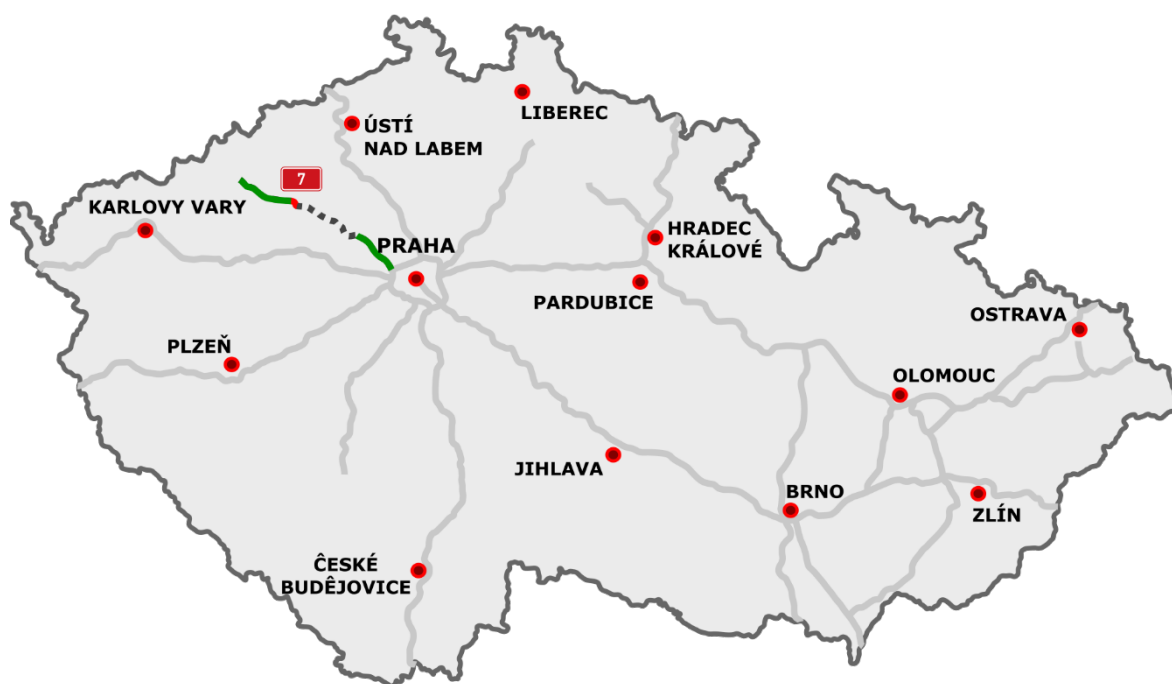 LIBEREC
ÚSTÍ
NAD LABEM
7
KARLOVY VARY
PRAHA
HRADEC
KRÁLOVÉ
PARDUBICE
OSTRAVA
PLZEŇ
OLOMOUC
JIHLAVA
BRNO
ZLÍN
ČESKÉ
BUDĚJOVICE